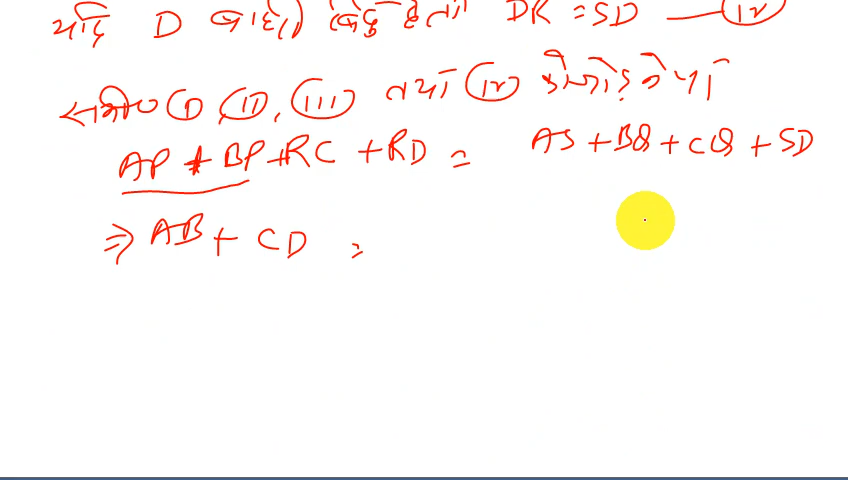 यदि D बाह्य बिंदु है तो DR = SD — (iv)
समी० (i), (ii), (iii) तथा (iv) को जोड़ने पर
AP + BP + RC + RD = AS + BQ + CQ + SD
⇒ AB + CD =